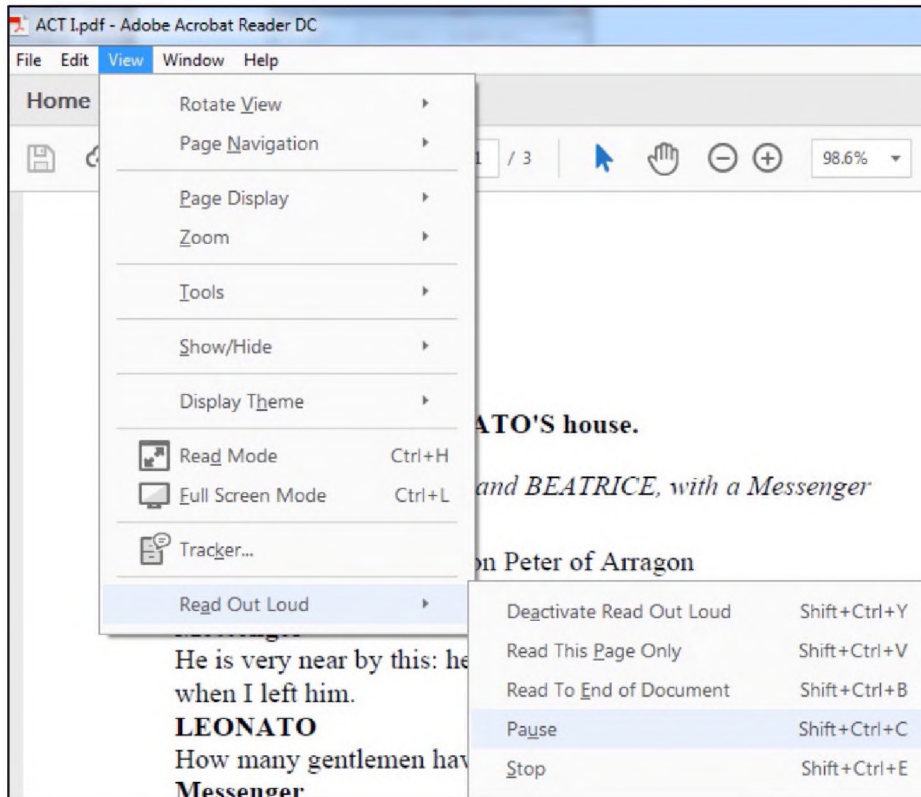 ACT I.pdf - Adobe Acrobat Reader DC
File Edit View Window Help
Home
Rotate View
Page Navigation
1 / 3
98.6%
Page Display
Zoom
Tools
Show/Hide
Display Theme
ATO'S house.
Read Mode Ctrl+H
Full Screen Mode Ctrl+L
and BEATRICE, with a Messenger
Tracker...
on Peter of Arragon
Read Out Loud
Deactivate Read Out Loud Shift+Ctrl+Y
Read This Page Only Shift+Ctrl+V
Read To End of Document Shift+Ctrl+B
Pause Shift+Ctrl+C
Stop Shift+Ctrl+E
He is very near by this: he
when I left him.
LEONATO
How many gentlemen hav
Messenger